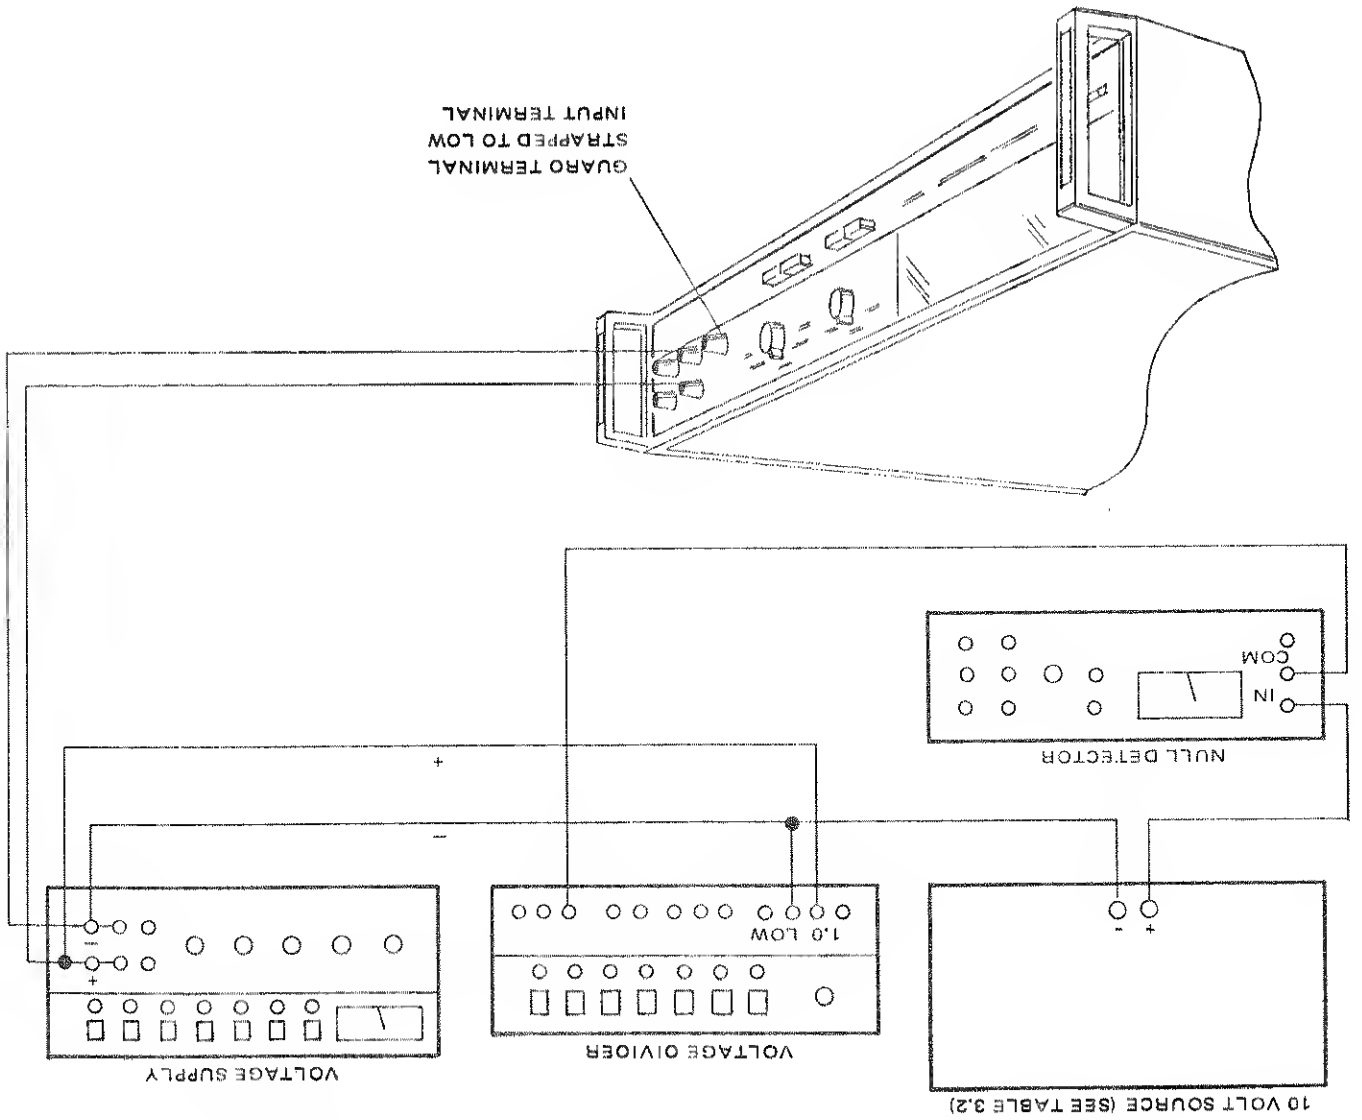 10 VOLT SOURCE (SEE TABLE 3.2)
+
-
VOLTAGE OIVIOER
1.0 LOW
VOLTAGE SUPPLY
+
—
—
+
NULL DETECTOR
IN
COM
GUARO TERMINAL
STRAPPED TO LOW
INPUT TERMINAL